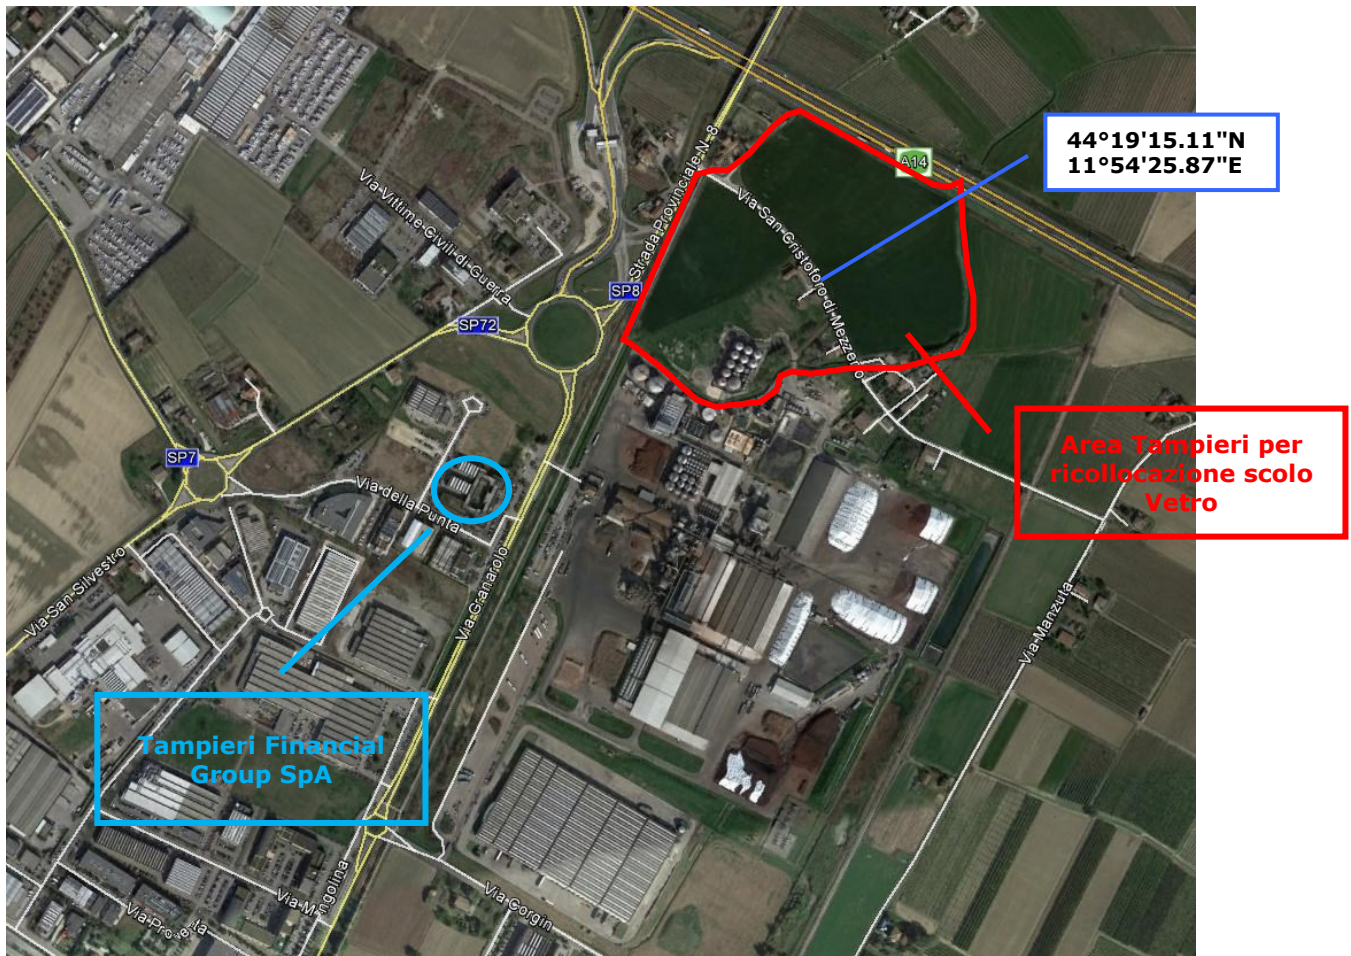 44°19'15.11"N
11°54'25.87"E
A14
Strada Provinciale N. 8
Via Vittime Civili di Guerra
Via San Cristoforo di Mezzeno
SP8
SP72
SP7
Area Tampieri per
ricollocazione scolo
Vetro
Via della Punta
Via San Silvestro
Via Granarolo
Via Manzuta
Tampieri Financial
Group SpA
Via Corgin